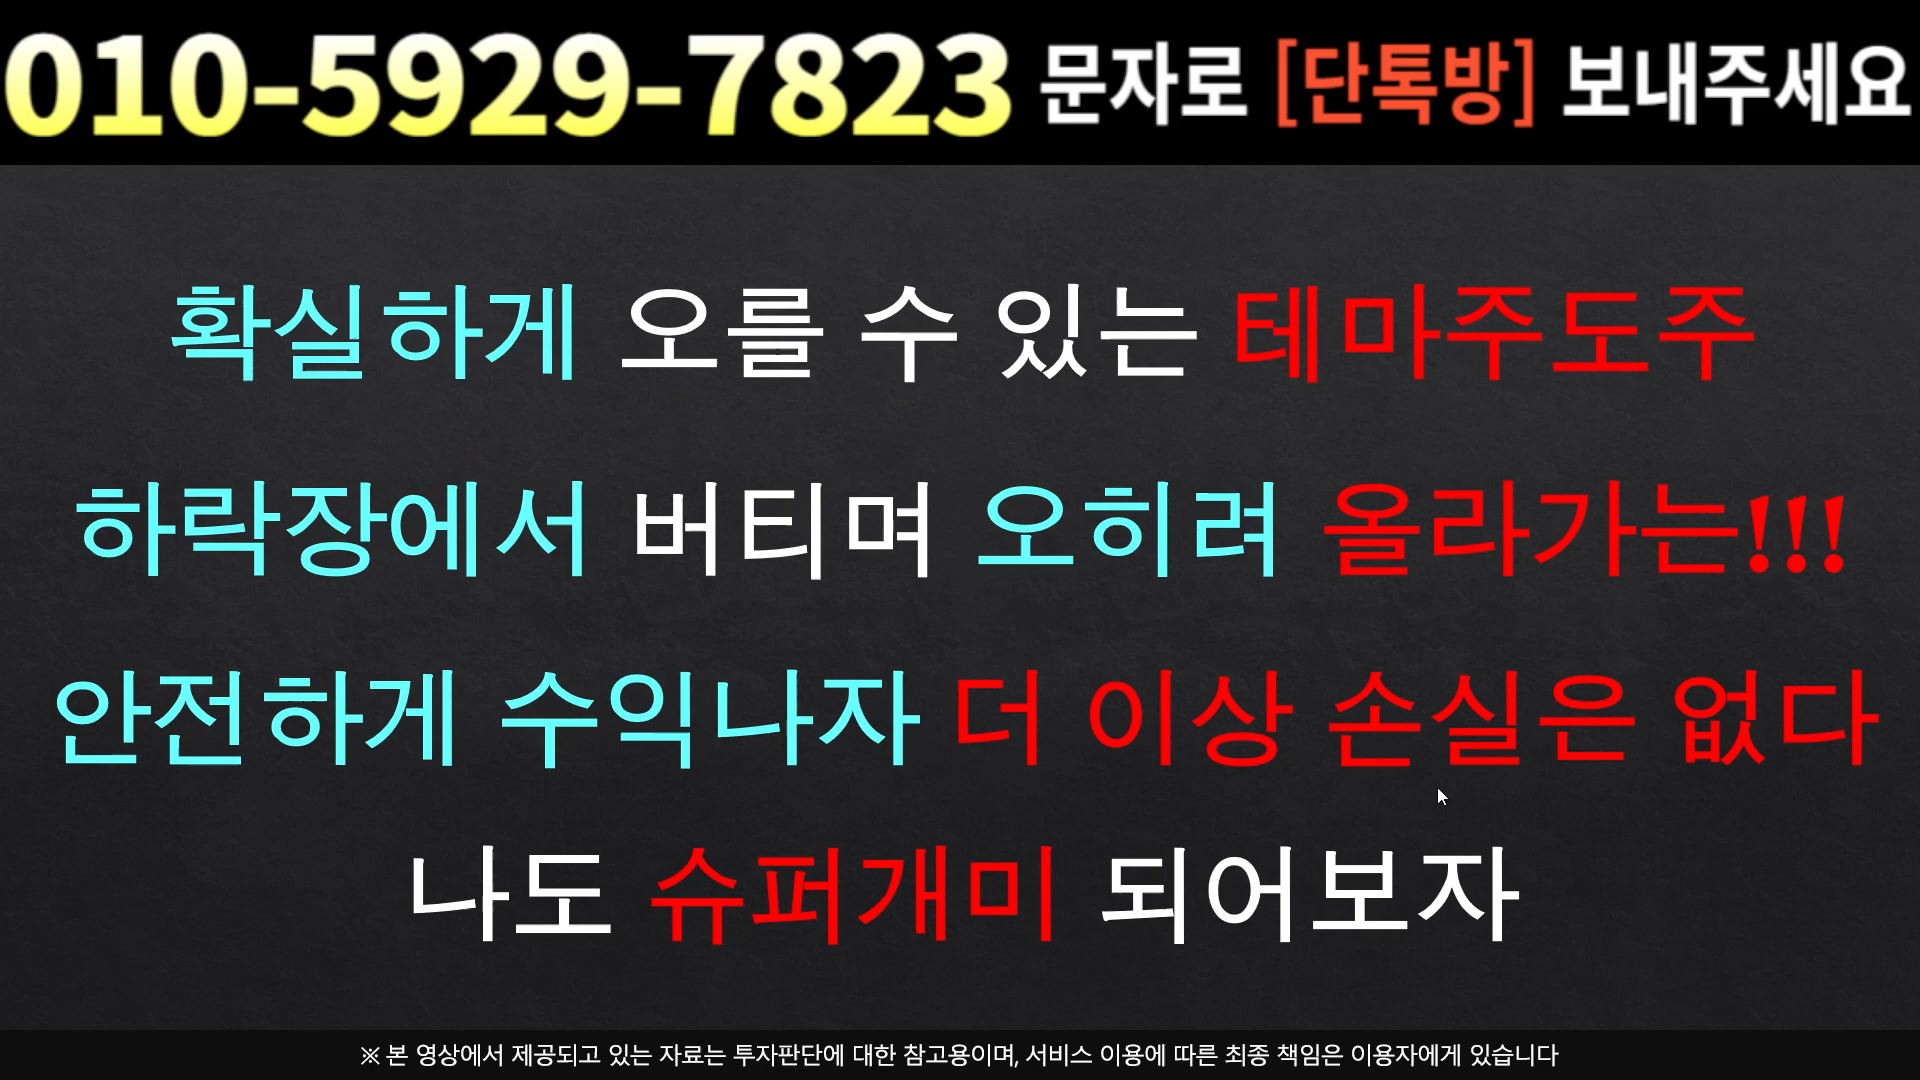 010-5929-7823 문자로 [단톡방] 보내주세요
확실하게 오를 수 있는 테마주도주
하락장에서 버티며 오히려 올라가는!!!
안전하게 수익나자 더 이상 손실은 없다
나도 슈퍼개미 되어보자
※ 본 영상에서 제공되고 있는 자료는 투자판단에 대한 참고용이며, 서비스 이용에 따른 최종 책임은 이용자에게 있습니다